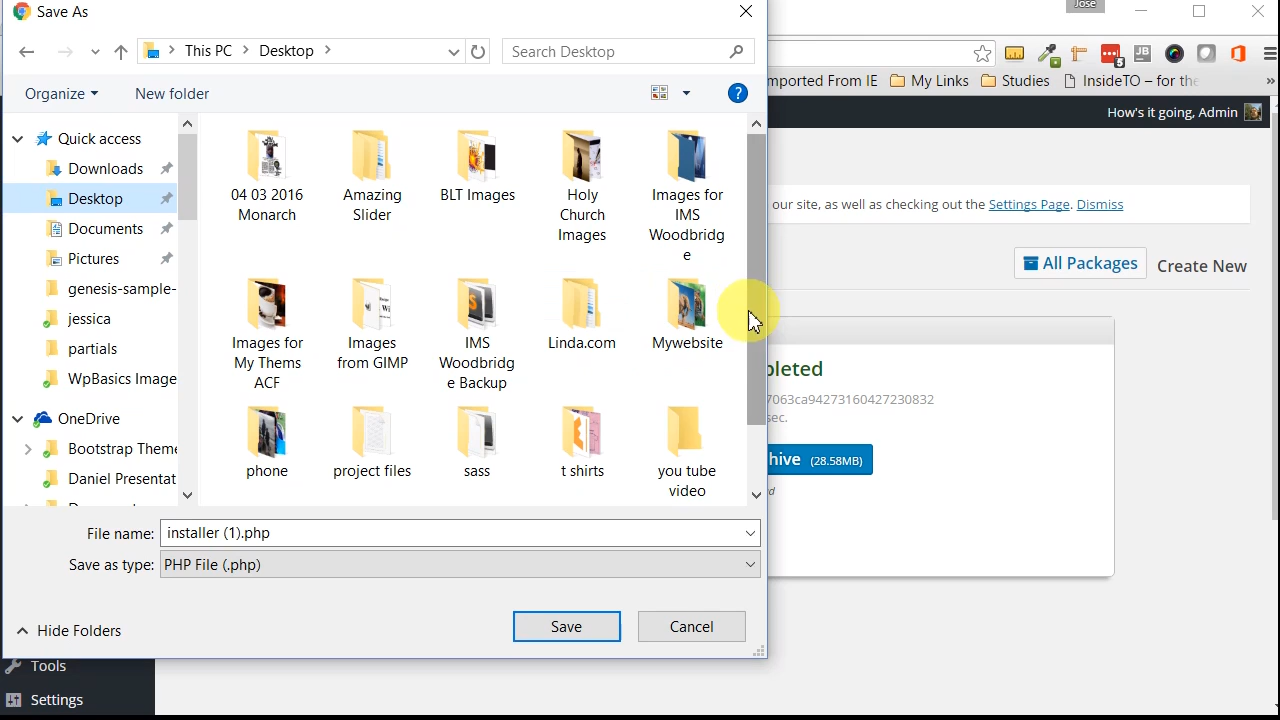 Save As
Jose
This PC
Desktop
Search Desktop
Organize
New folder
mported From IE
My Links
Studies
InsideTO – for the
How's it going, Admin
Quick access
Downloads
Desktop
Documents
Pictures
genesis-sample-
jessica
partials
WpBasics Image
OneDrive
Bootstrap Theme
Daniel Presentat
04 03 2016
Monarch
Amazing
Slider
BLT Images
Holy
Church
Images
Images for
IMS
Woodbridg
e
Images for
My Thems
ACF
Images
from GIMP
IMS
Woodbridg
e Backup
Linda.com
Mywebsite
phone
project files
sass
t shirts
you tube
video
File name:
installer (1).php
Save as type:
PHP File (.php)
Hide Folders
Save
Cancel
our site, as well as checking out the Settings Page. Dismiss
All Packages
Create New
pleted
7063ca94273160427230832
sec.
hive (28.58MB)
d
Tools
Settings